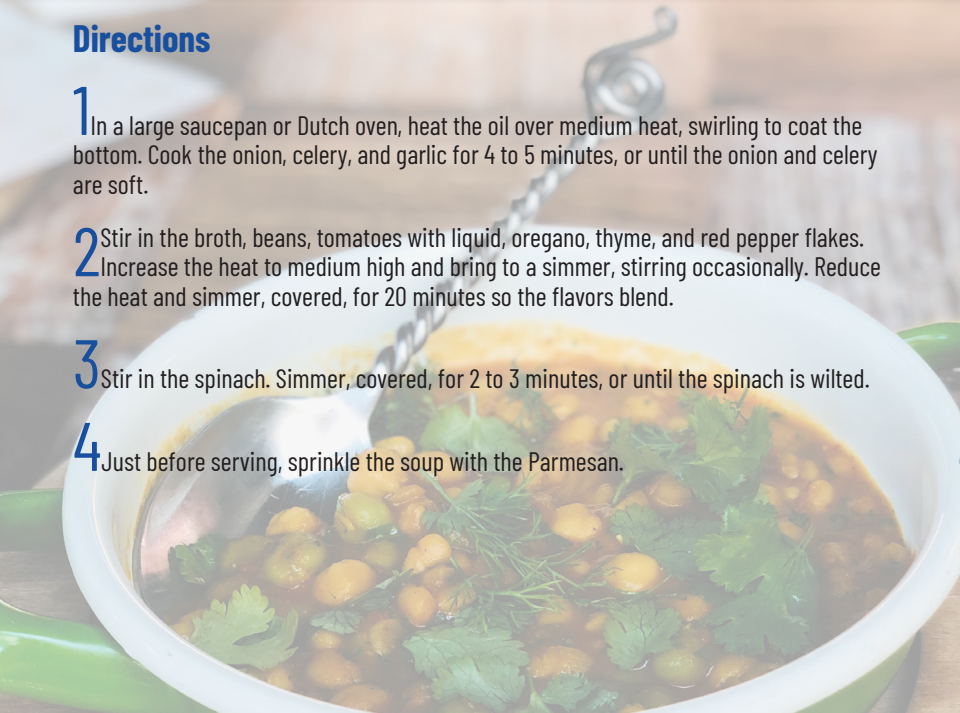 Directions
1In a large saucepan or Dutch oven, heat the oil over medium heat, swirling to coat the
bottom. Cook the onion, celery, and garlic for 4 to 5 minutes, or until the onion and celery
are soft.
2Stir in the broth, beans, tomatoes with liquid, oregano, thyme, and red pepper flakes.
Increase the heat to medium high and bring to a simmer, stirring occasionally. Reduce
the heat and simmer, covered, for 20 minutes so the flavors blend.
3Stir in the spinach. Simmer, covered, for 2 to 3 minutes, or until the spinach is wilted.
4Just before serving, sprinkle the soup with the Parmesan.